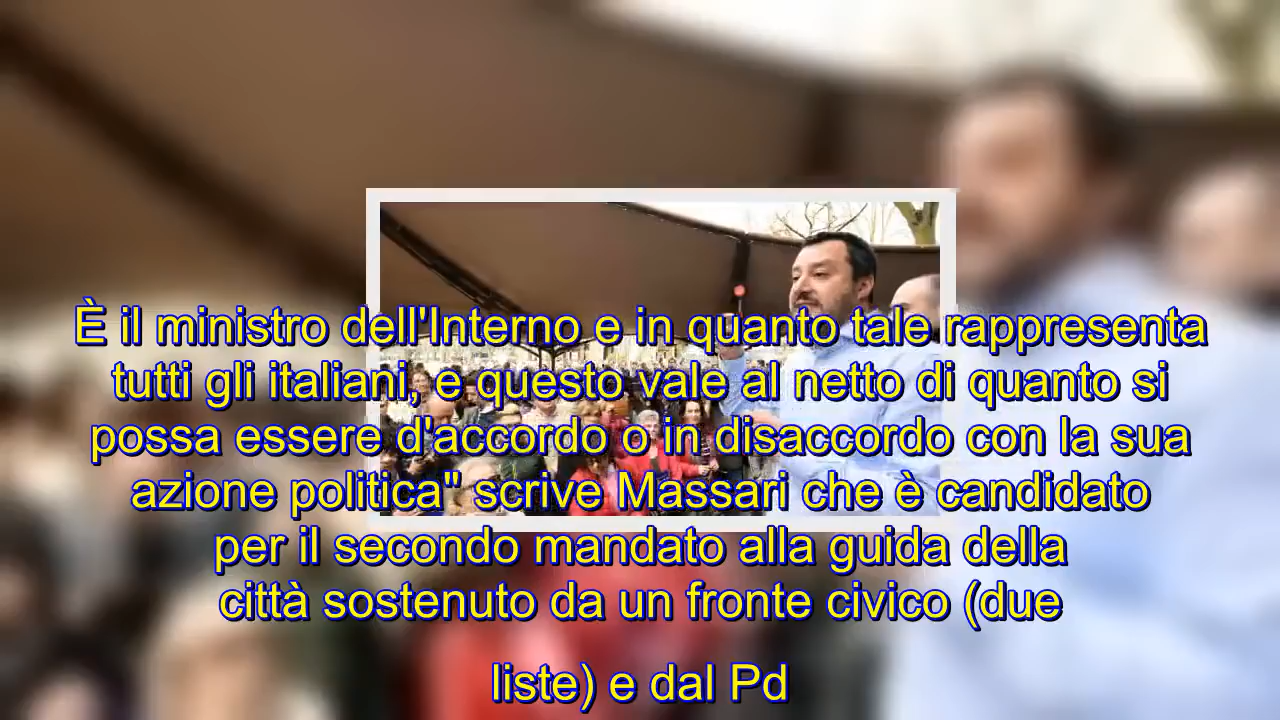 È il ministro dell'Interno e in quanto tale rappresenta
tutti gli italiani, e questo vale al netto di quanto si
possa essere d'accordo o in disaccordo con la sua
azione politica" scrive Massari che è candidato
per il secondo mandato alla guida della
città sostenuto da un fronte civico (due
liste) e dal Pd